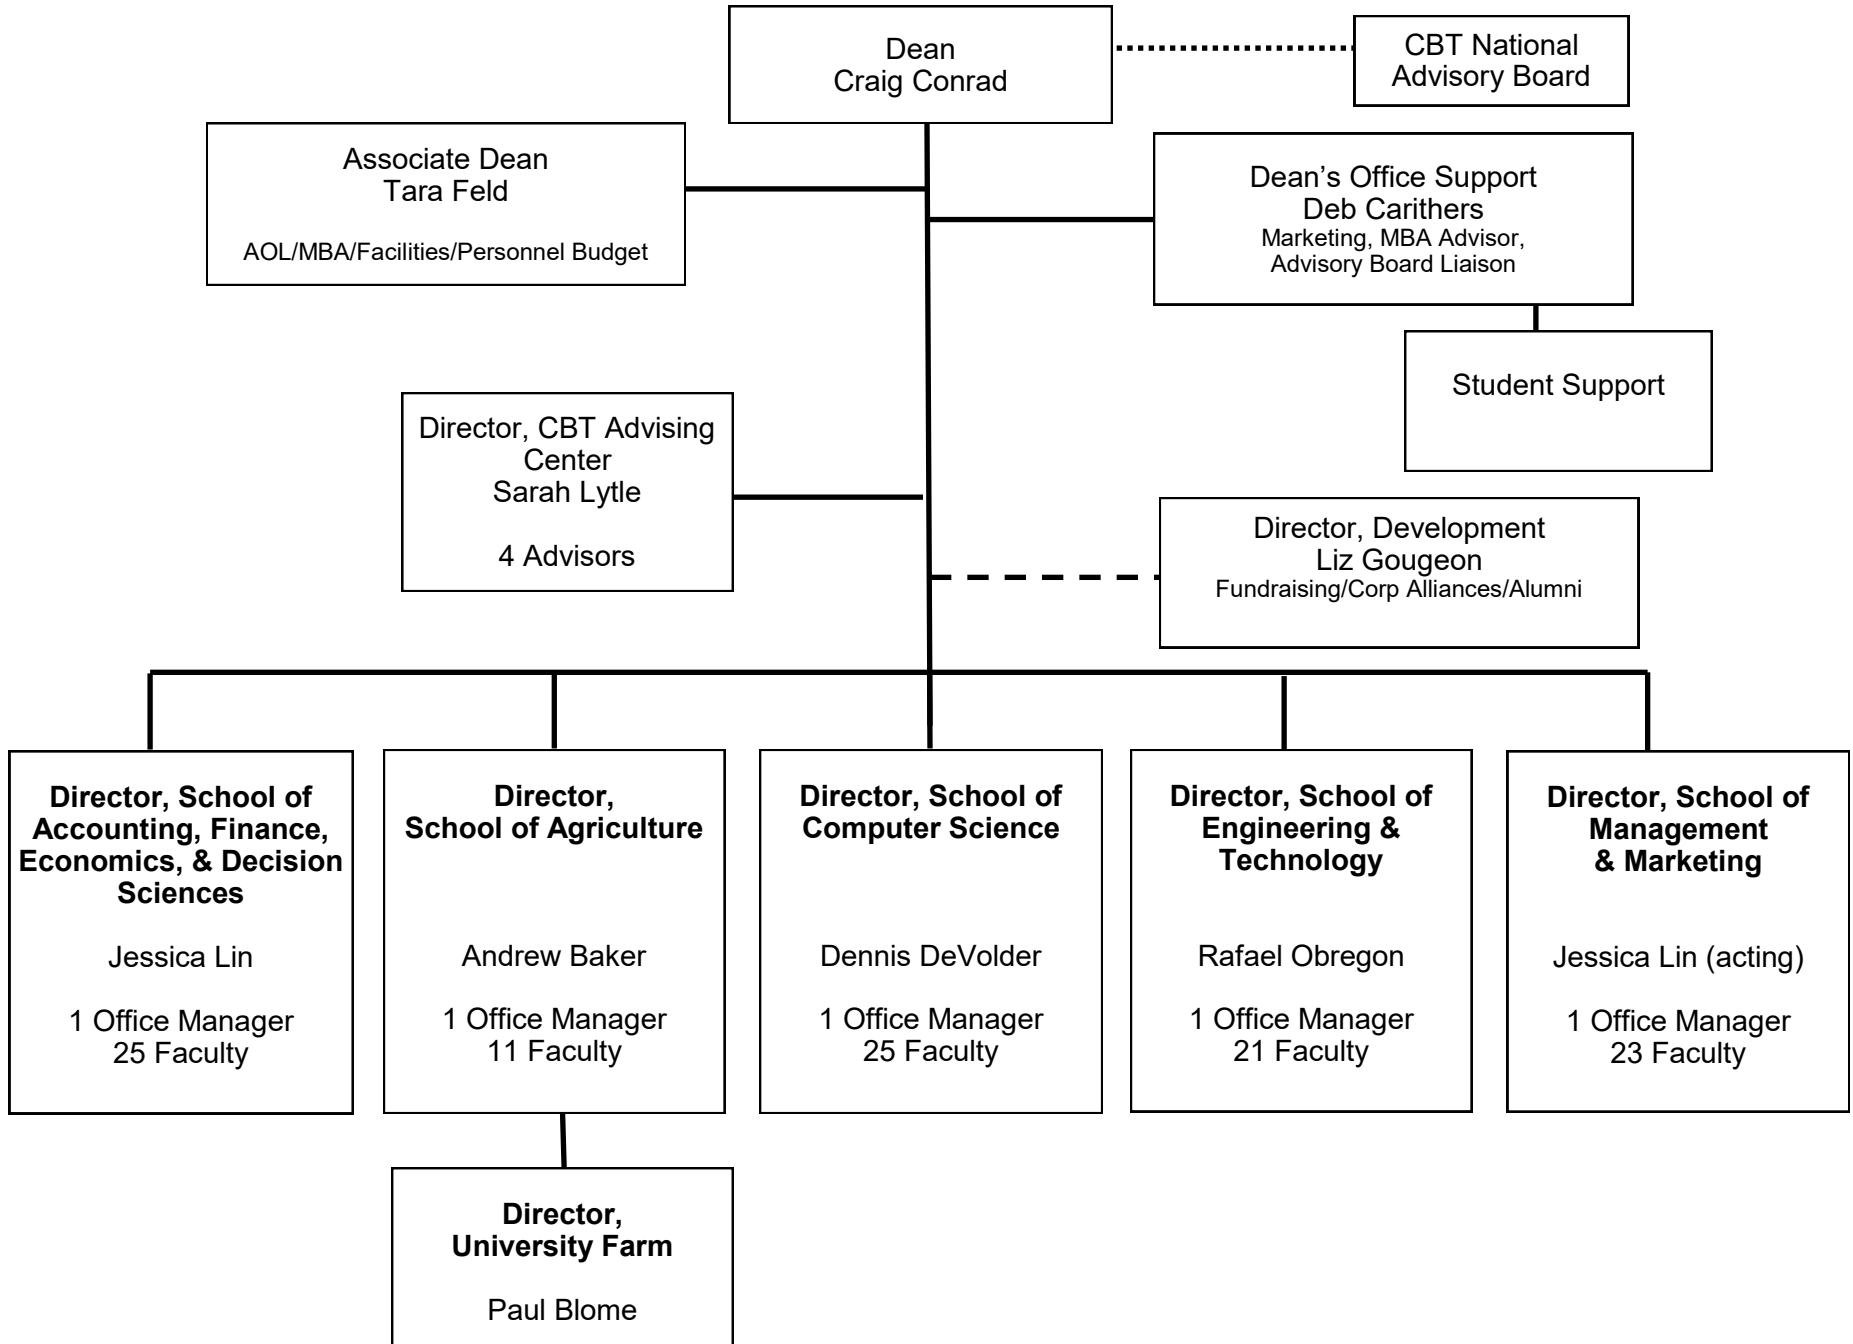 Dean
Craig Conrad
CBT National
Advisory Board
Associate Dean
Tara Feld
AOL/MBA/Facilities/Personnel Budget
Dean’s Office Support
Deb Carithers
Marketing, MBA Advisor,
Advisory Board Liaison
Student Support
Director, CBT Advising
Center
Sarah Lytle
4 Advisors
Director, Development
Liz Gougeon
Fundraising/Corp Alliances/Alumni
Director, School of
Accounting, Finance,
Economics, & Decision
Sciences
Jessica Lin
1 Office Manager
25 Faculty
Director,
School of Agriculture
Andrew Baker
1 Office Manager
11 Faculty
Director, School of
Computer Science
Dennis DeVolder
1 Office Manager
25 Faculty
Director, School of
Engineering &
Technology
Rafael Obregon
1 Office Manager
21 Faculty
Director, School of
Management
& Marketing
Jessica Lin (acting)
1 Office Manager
23 Faculty
Director,
University Farm
Paul Blome